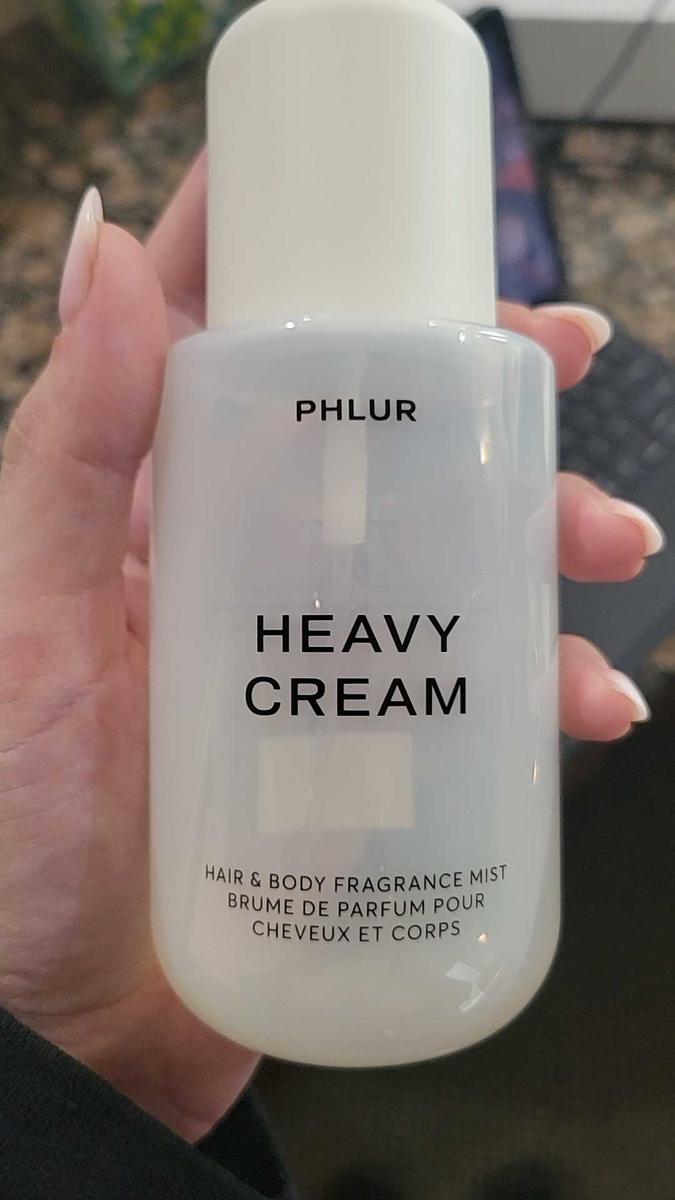 PHLUR
HEAVY
CREAM
HAIR & BODY FRAGRANCE MIST
BRUME DE PARFUM POUR
CHEVEUX ET CORPS